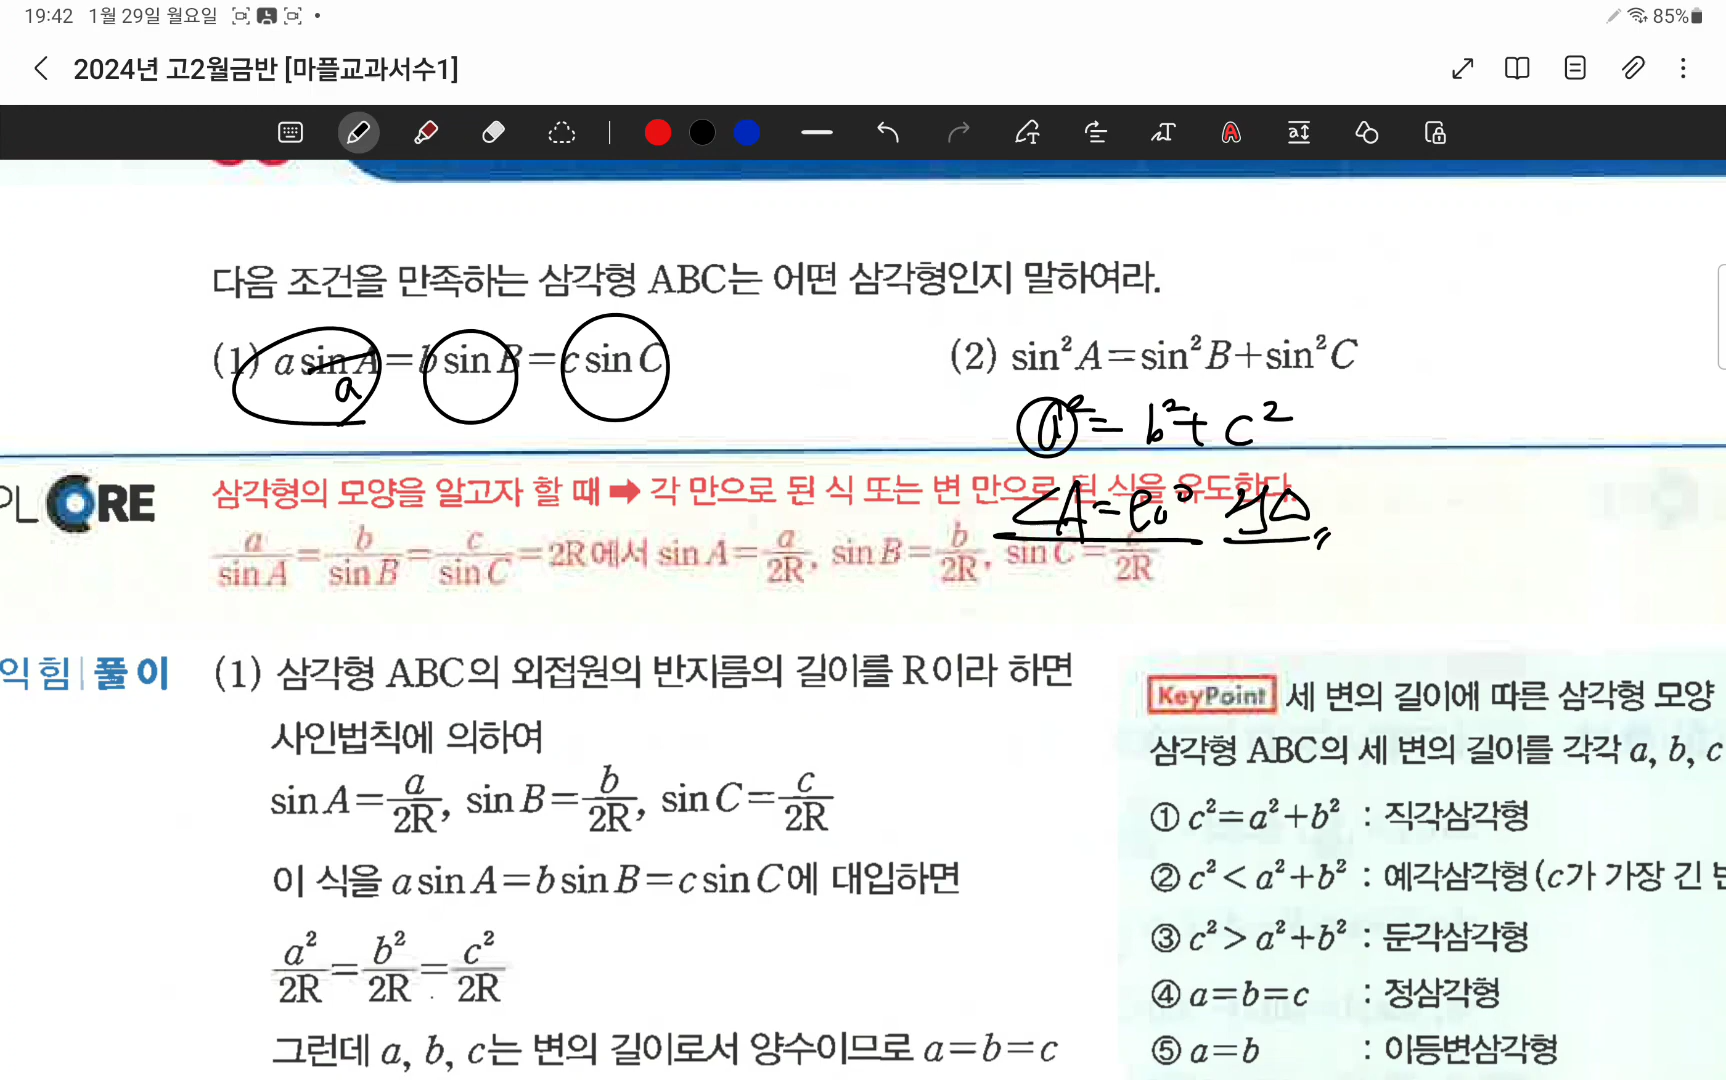 19:42 1월 29일 월요일
85%
2024년 고2월금반 [마플교과서수1]
다음 조건을 만족하는 삼각형 ABC는 어떤 삼각형인지 말하여라.
(1) a sin A = b sin B = c sin C
(2) sin² A = sin² B + sin² C
a
a² = b² + c²
PL CORE
삼각형의 모양을 알고자 할 때 ➡ 각 만으로 된 식 또는 변 만으로 된 식을 유도한다.
∠A = 90°
a/sin A = b/sin B = c/sin C = 2R에서 sin A = a/2R, sin B = b/2R, sin C = c/2R
익힘 | 풀이
(1) 삼각형 ABC의 외접원의 반지름의 길이를 R이라 하면
사인법칙에 의하여
sin A = a/2R, sin B = b/2R, sin C = c/2R
이 식을 a sin A = b sin B = c sin C에 대입하면
a²/2R = b²/2R = c²/2R
그런데 a, b, c는 변의 길이로서 양수이므로 a=b=c
KeyPoint 세 변의 길이에 따른 삼각형 모양
삼각형 ABC의 세 변의 길이를 각각 a, b, c
① c² = a² + b² : 직각삼각형
② c² < a² + b² : 예각삼각형 (c가 가장 긴
③ c² > a² + b² : 둔각삼각형
④ a=b=c : 정삼각형
⑤ a=b : 이등변삼각형